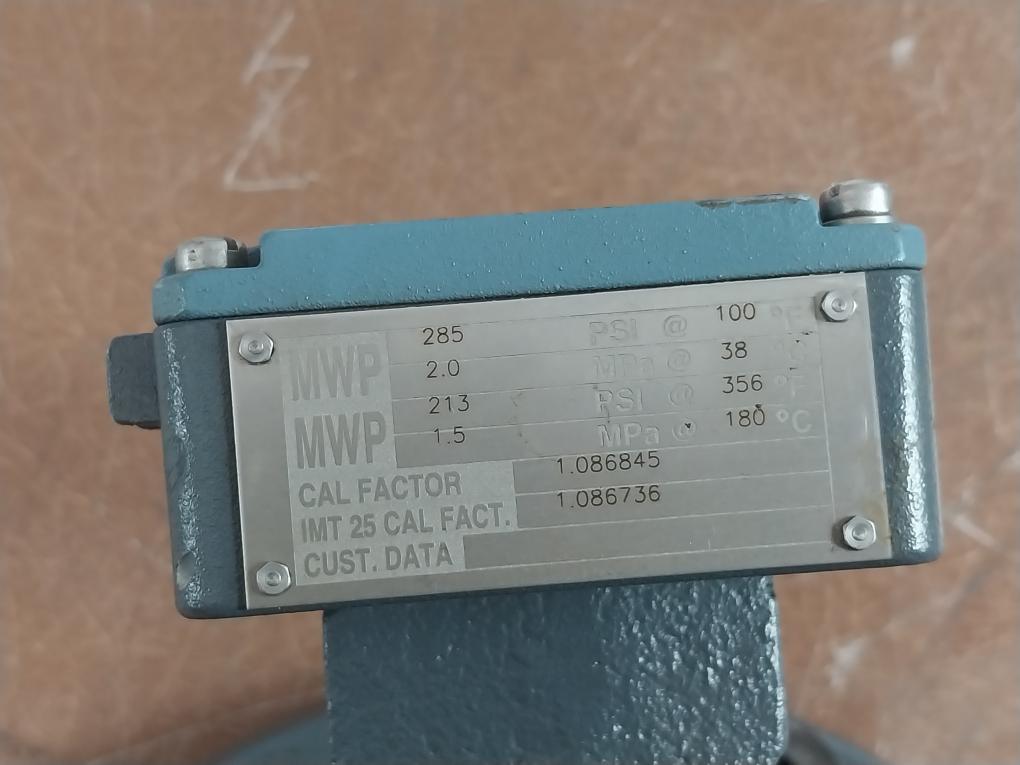 MWP 285 PSI @ 100 °F
2.0 MPa @ 38 °C
MWP 213 PSI @ 356 °F
1.5 MPa @ 180 °C
CAL FACTOR 1.086845
IMT 25 CAL FACT. 1.086736
CUST. DATA